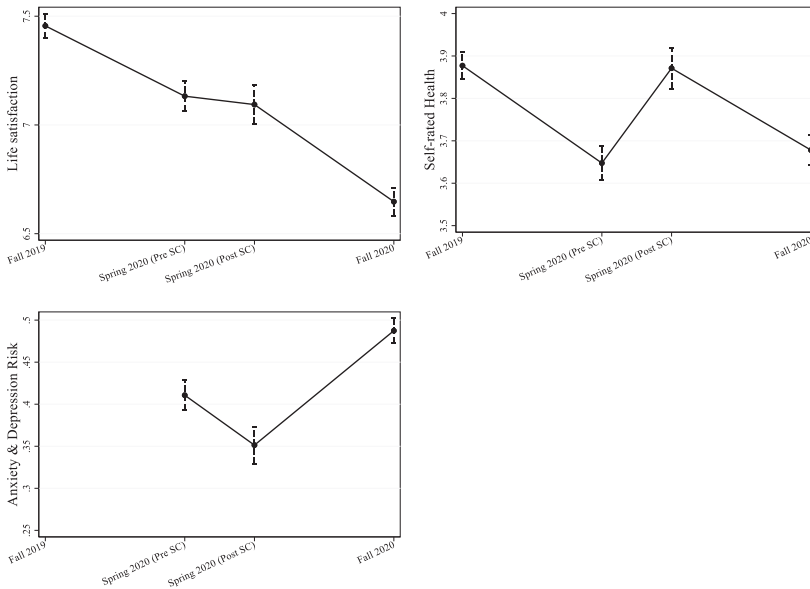 Life satisfaction
7.5
7
6.5
Fall 2019
Spring 2020 (Pre SC)
Spring 2020 (Post SC)
Fall 2020
Self-rated Health
4
3.9
3.8
3.7
3.6
3.5
Fall 2019
Spring 2020 (Pre SC)
Spring 2020 (Post SC)
Fall 2020
Anxiety & Depression Risk
.5
.45
.4
.35
.3
.25
Fall 2019
Spring 2020 (Pre SC)
Spring 2020 (Post SC)
Fall 2020